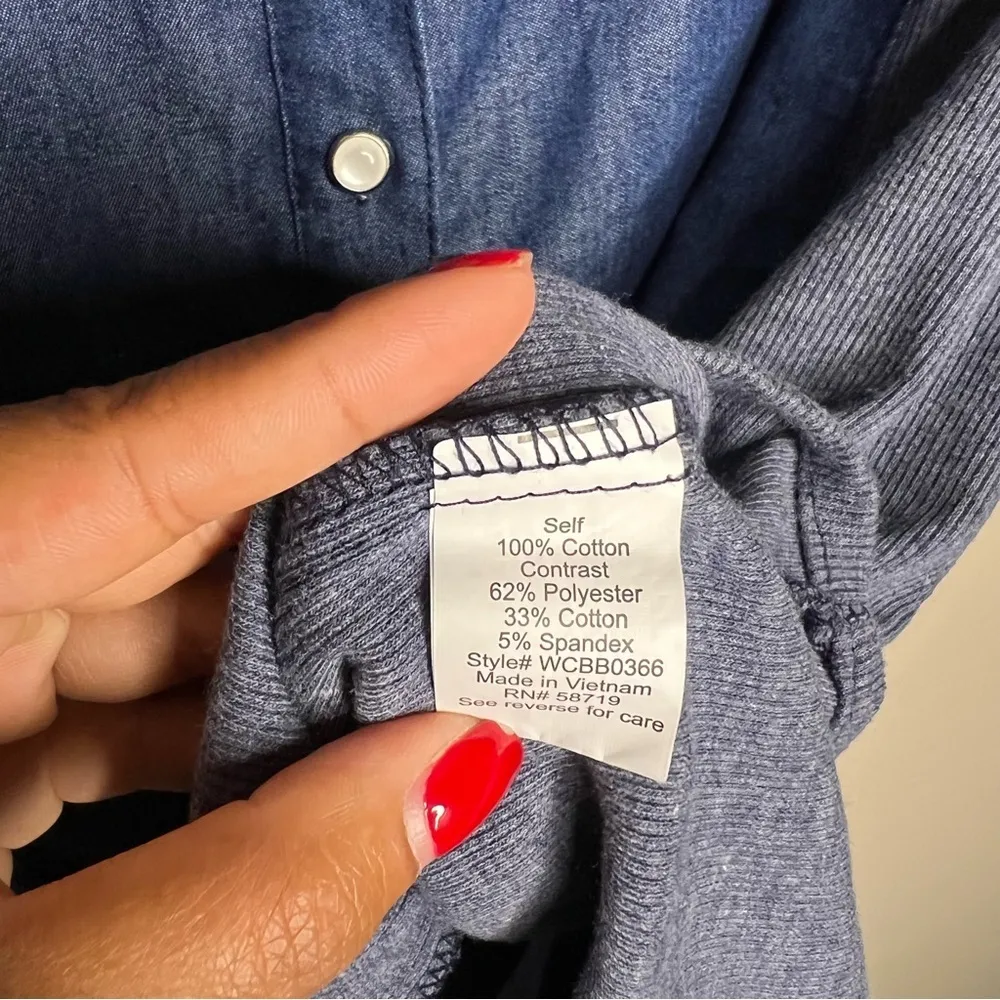 Self
100% Cotton
Contrast
62% Polyester
33% Cotton
5% Spandex
Style# WCBB0366
Made in Vietnam
RN# 58719
See reverse for care